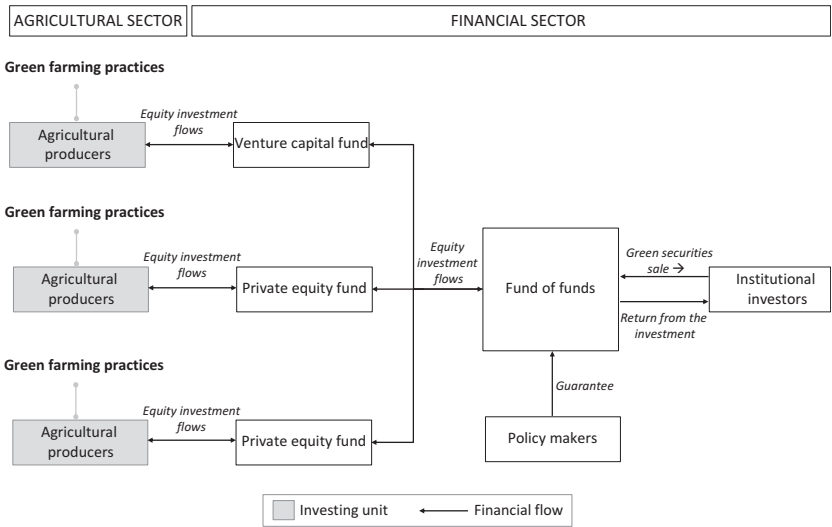 AGRICULTURAL SECTOR
FINANCIAL SECTOR
Green farming practices
Equity investment
flows
Agricultural
producers
Venture capital fund
Green farming practices
Equity investment
flows
Agricultural
producers
Private equity fund
Equity
investment
flows
Fund of funds
Green securities
sale →
Institutional
investors
Return from the
investment
Green farming practices
Guarantee
Equity investment
flows
Agricultural
producers
Private equity fund
Policy makers
Investing unit
Financial flow